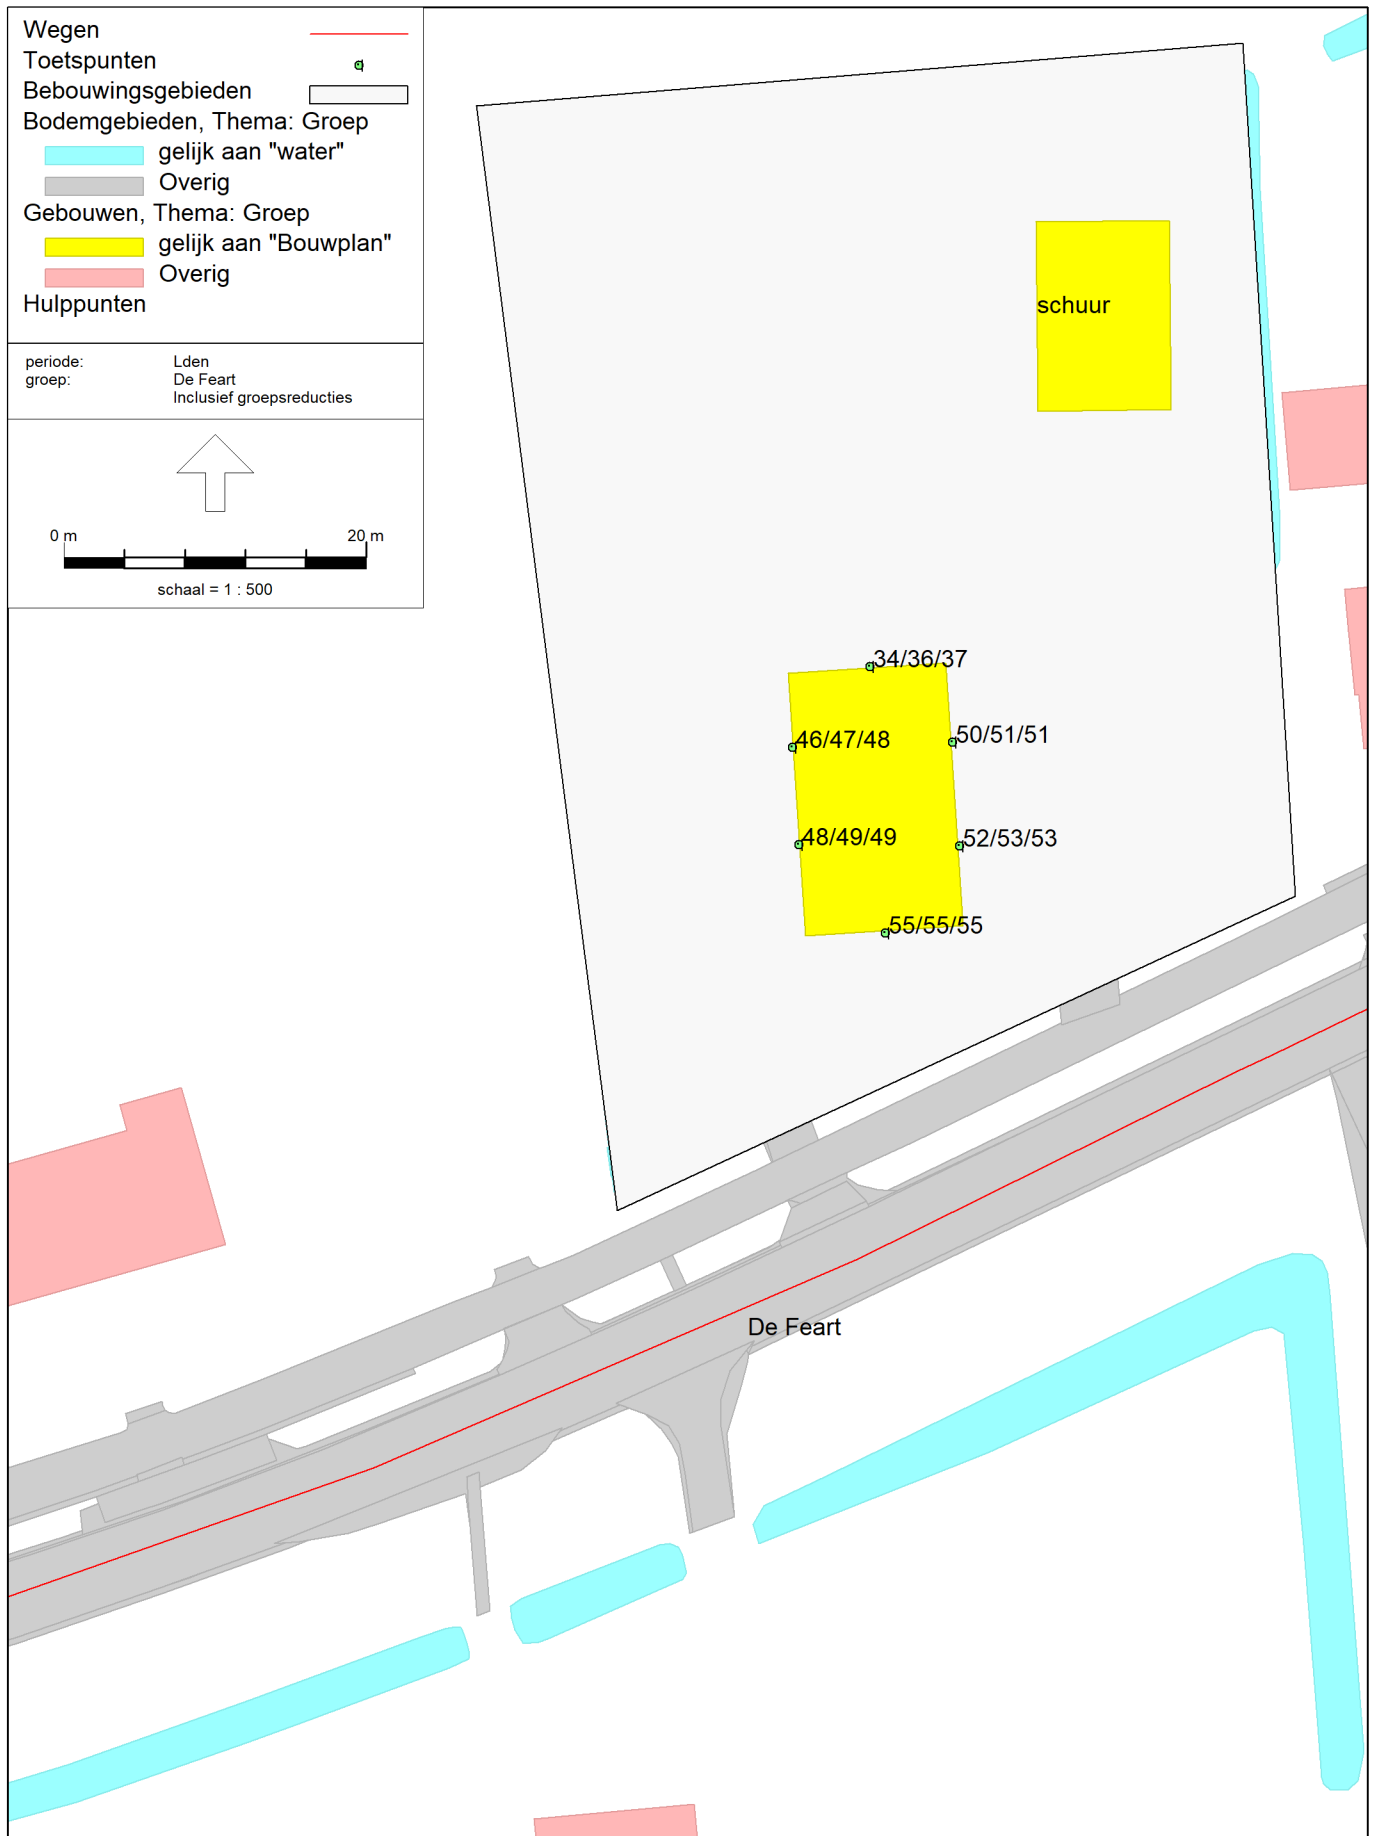 Wegen
Toetspunten
Bebouwingsgebieden
Bodemgebieden, Thema: Groep
gelijk aan "water"
Overig
Gebouwen, Thema: Groep
gelijk aan "Bouwplan"
Overig
Hulppunten
periode: Lden
groep: De Feart
Inclusief groepsreducties
0 m 20 m
schaal = 1 : 500
schuur
34/36/37
46/47/48
50/51/51
48/49/49
52/53/53
55/55/55
De Feart